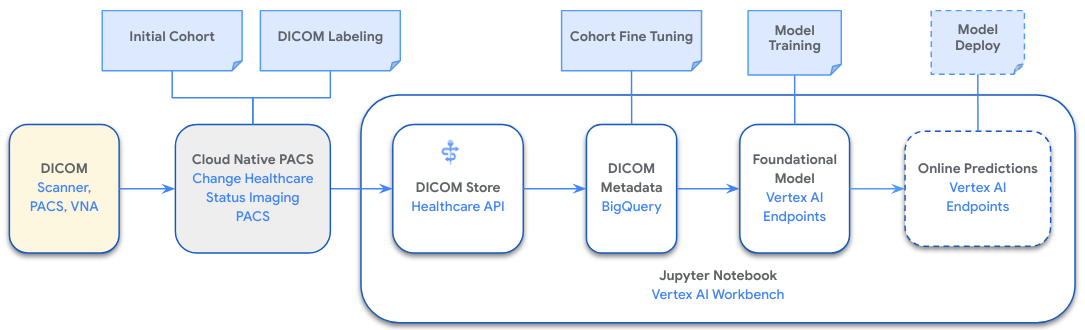 Initial Cohort
DICOM Labeling
Cohort Fine Tuning
Model
Training
Model
Deploy
DICOM
Scanner,
PACS, VNA
Cloud Native PACS
Change Healthcare
Status Imaging
PACS
DICOM Store
Healthcare API
DICOM
Metadata
BigQuery
Foundational
Model
Vertex AI
Endpoints
Online Predictions
Vertex AI
Endpoints
Jupyter Notebook
Vertex AI Workbench